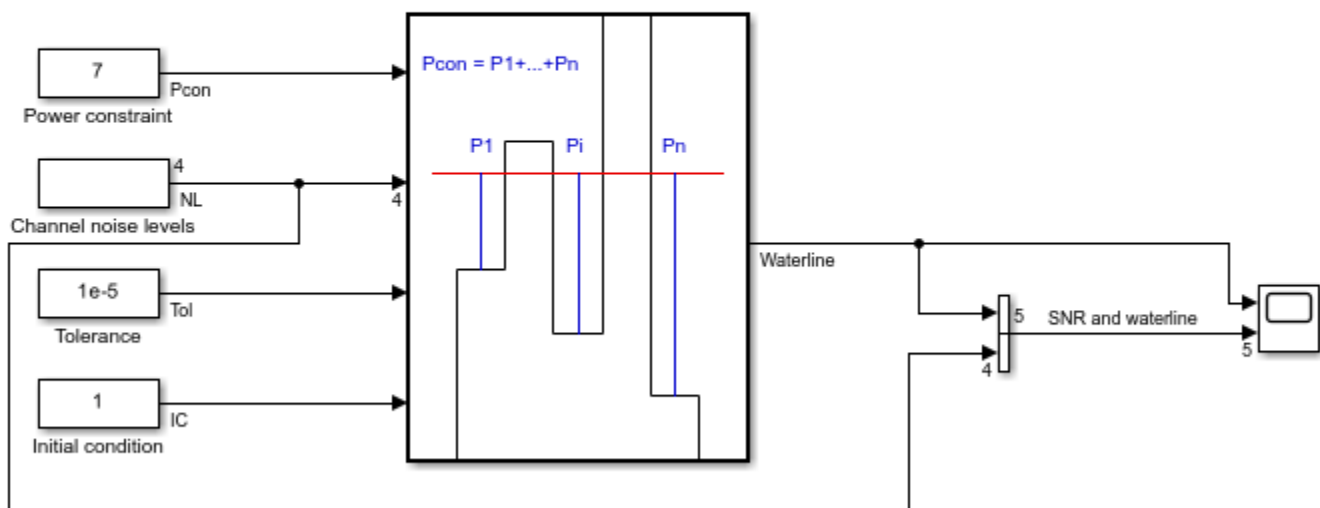 7
Pcon
Power constraint
4
NL
Channel noise levels
1e-5
Tol
Tolerance
1
IC
Initial condition
4
Pcon = P1+...+Pn
P1 Pi Pn
Waterline
5
4
SNR and waterline
5